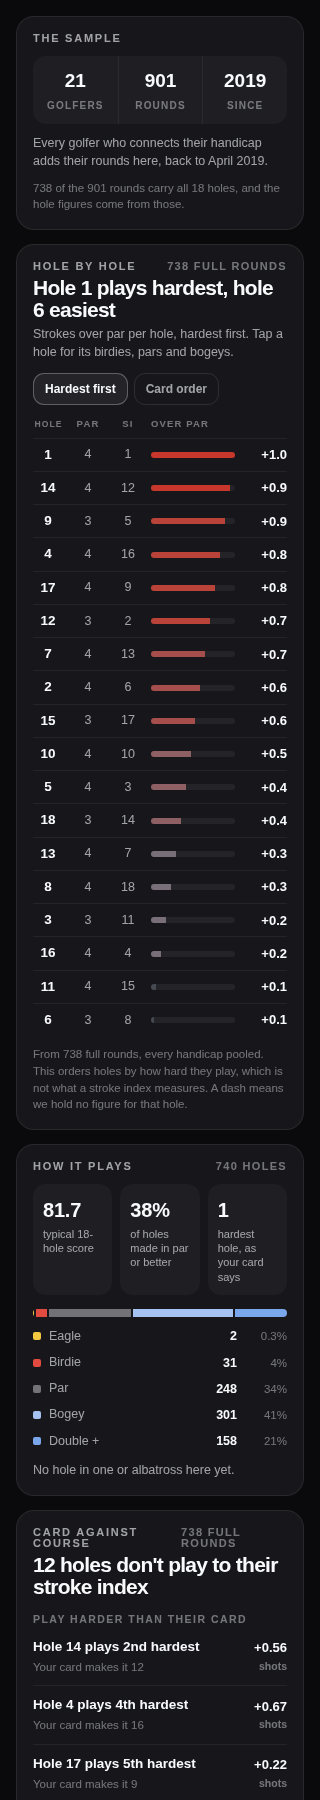 THE SAMPLE
21 901 2019
GOLFERS ROUNDS SINCE
Every golfer who connects their handicap
adds their rounds here, back to April 2019.
738 of the 901 rounds carry all 18 holes, and the
hole figures come from those.
HOLE BY HOLE 738 FULL ROUNDS
Hole 1 plays hardest, hole
6 easiest
Strokes over par per hole, hardest first. Tap a
hole for its birdies, pars and bogeys.
Hardest first Card order
HOLE PAR SI OVER PAR
1 4 1 +1.0
14 4 12 +0.9
9 3 5 +0.9
4 4 16 +0.8
17 4 9 +0.8
12 3 2 +0.7
7 4 13 +0.7
2 4 6 +0.6
15 3 17 +0.6
10 4 10 +0.5
5 4 3 +0.4
18 3 14 +0.4
13 4 7 +0.3
8 4 18 +0.3
3 3 11 +0.2
16 4 4 +0.2
11 4 15 +0.1
6 3 8 +0.1
From 738 full rounds, every handicap pooled.
This orders holes by how hard they play, which is
not what a stroke index measures. A dash means
we hold no figure for that hole.
HOW IT PLAYS 740 HOLES
81.7 38% 1
typical 18- of holes hardest
hole score made in par hole, as
or better your card
says
Eagle 2 0.3%
Birdie 31 4%
Par 248 34%
Bogey 301 41%
Double + 158 21%
No hole in one or albatross here yet.
CARD AGAINST 738 FULL
COURSE ROUNDS
12 holes don't play to their
stroke index
PLAY HARDER THAN THEIR CARD
Hole 14 plays 2nd hardest +0.56
Your card makes it 12 shots
Hole 4 plays 4th hardest +0.67
Your card makes it 16 shots
Hole 17 plays 5th hardest +0.22
Your card makes it 9 shots